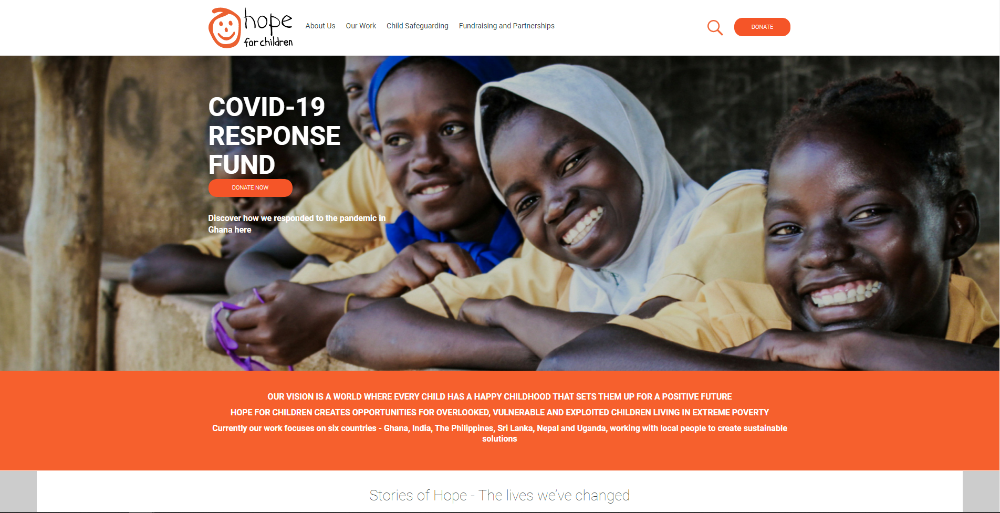 hope
for children
About Us Our Work Child Safeguarding Fundraising and Partnerships
DONATE
COVID-19
RESPONSE
FUND
DONATE NOW
Discover how we responded to the pandemic in
Ghana here
OUR VISION IS A WORLD WHERE EVERY CHILD HAS A HAPPY CHILDHOOD THAT SETS THEM UP FOR A POSITIVE FUTURE
HOPE FOR CHILDREN CREATES OPPORTUNITIES FOR OVERLOOKED, VULNERABLE AND EXPLOITED CHILDREN LIVING IN EXTREME POVERTY
Currently our work focuses on six countries - Ghana, India, The Philippines, Sri Lanka, Nepal and Uganda, working with local people to create sustainable
solutions
Stories of Hope - The lives we’ve changed